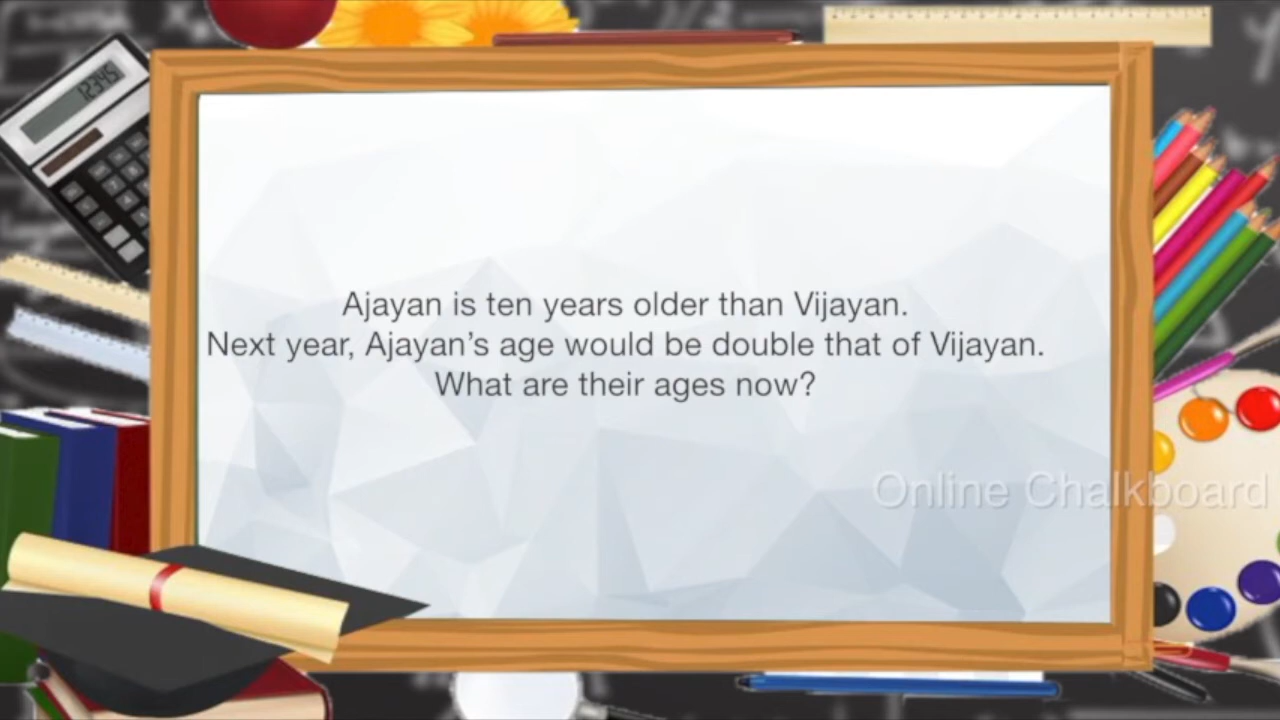 Ajayan is ten years older than Vijayan.
Next year, Ajayan's age would be double that of Vijayan.
What are their ages now?
Online Chalkboard
12345